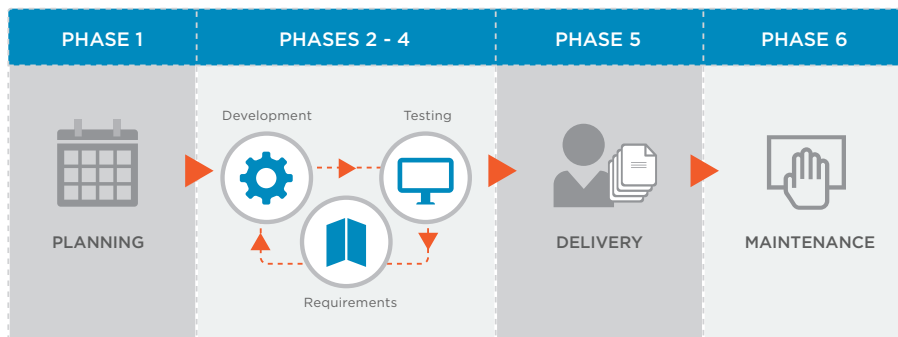 PHASE 1
PHASES 2 - 4
PHASE 5
PHASE 6
Development
Testing
Requirements
PLANNING
DELIVERY
MAINTENANCE